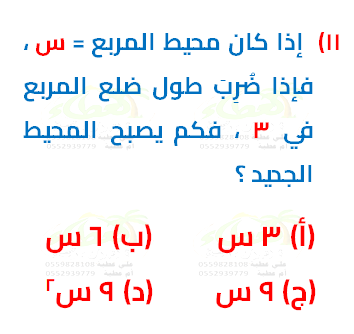 ١١) إذا كان محيط المربع = س ،
فإذا ضُرِبَ طول ضلع المربع
في ٣ ، فكم يصبح المحيط
الجديد ؟
(أ) ٣ س (ب) ٦ س
(ج) ٩ س (د) ٩ س٢